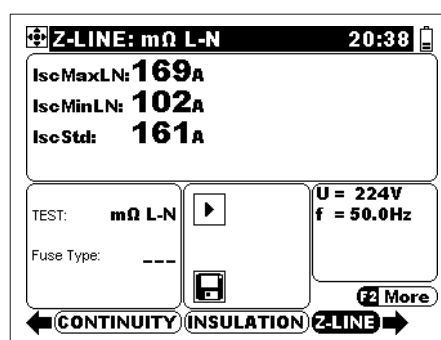 Z-LINE: mΩ L-N 20:38
IscMaxLN: 169A
IscMinLN: 102A
IscStd: 161A
TEST: mΩ L-N
Fuse Type: ___
U = 224V
f = 50.0Hz
F2 More
CONTINUITY INSULATION Z-LINE